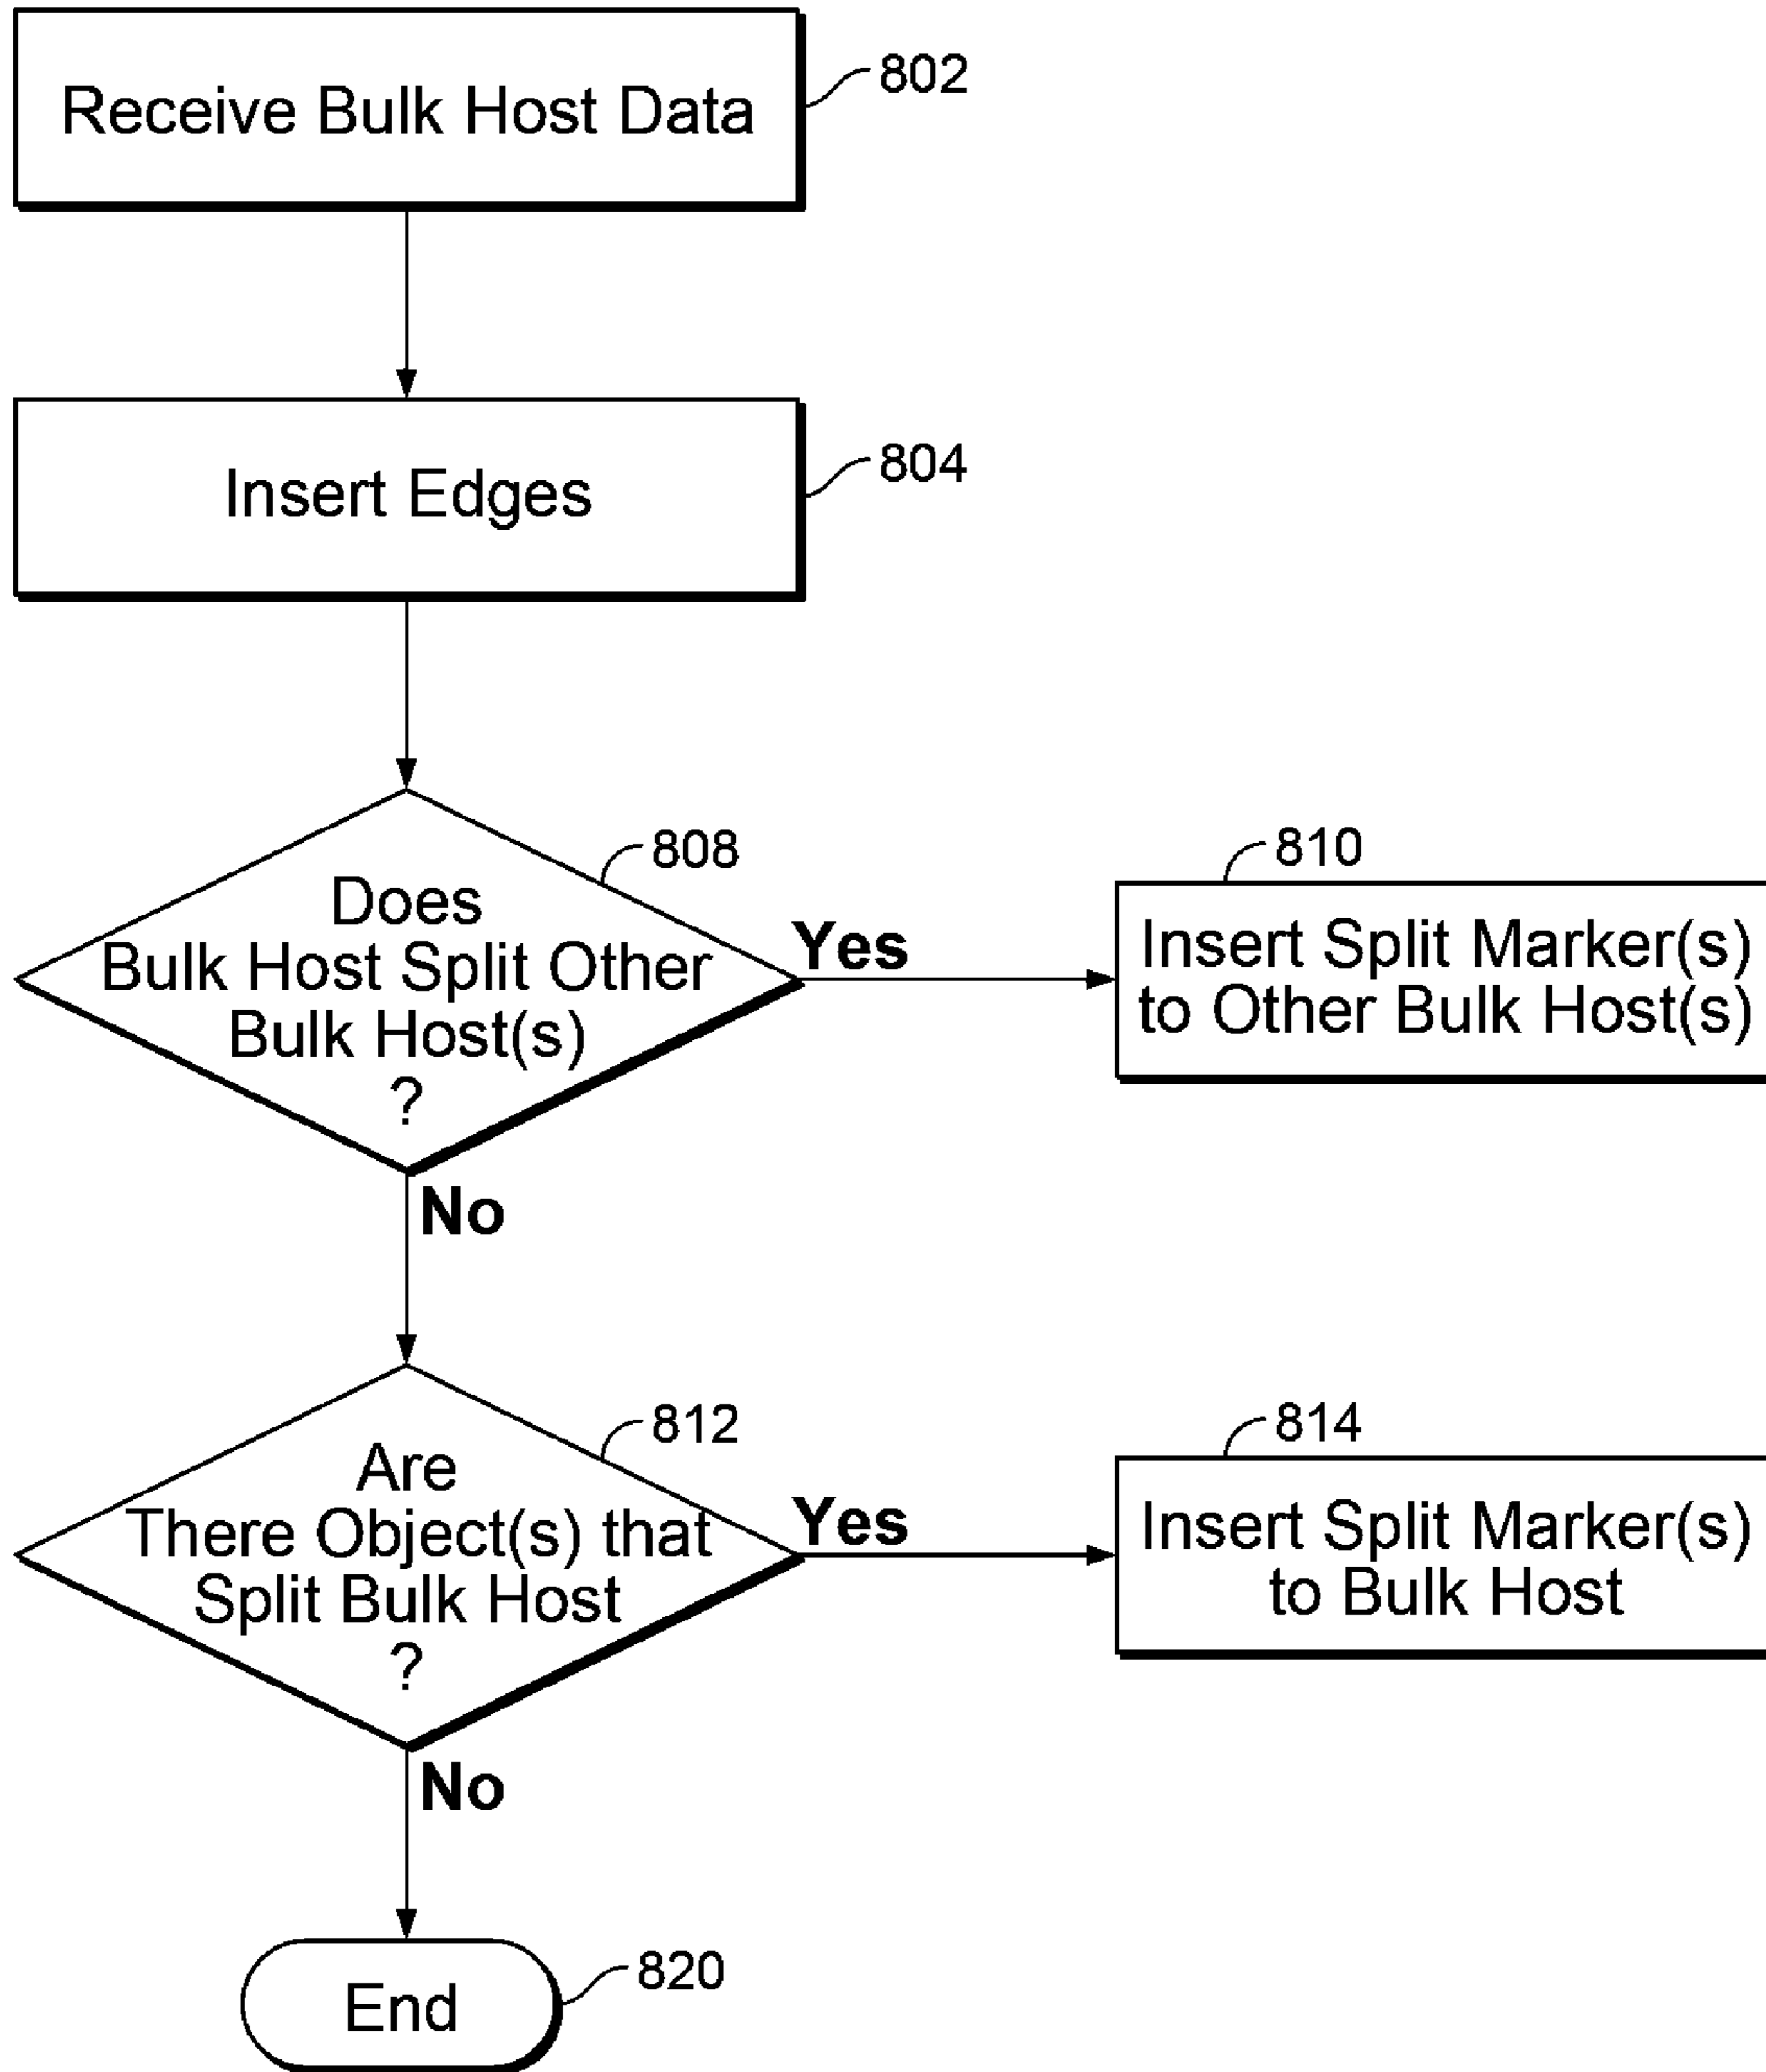 Receive Bulk Host Data
802
Insert Edges
804
Does
Bulk Host Split Other
Bulk Host(s)
?
808
Yes
810
Insert Split Marker(s)
to Other Bulk Host(s)
No
Are
There Object(s) that
Split Bulk Host
?
812
Yes
814
Insert Split Marker(s)
to Bulk Host
No
End
820